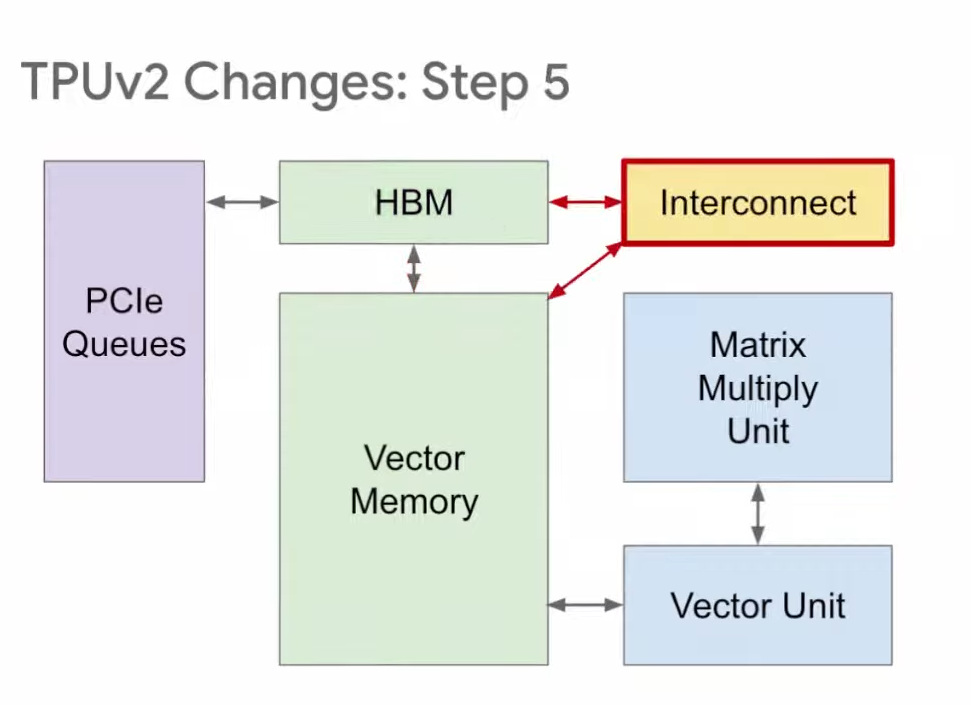 TPUv2 Changes: Step 5
HBM
Interconnect
PCIe
Queues
Matrix
Multiply
Unit
Vector
Memory
Vector Unit